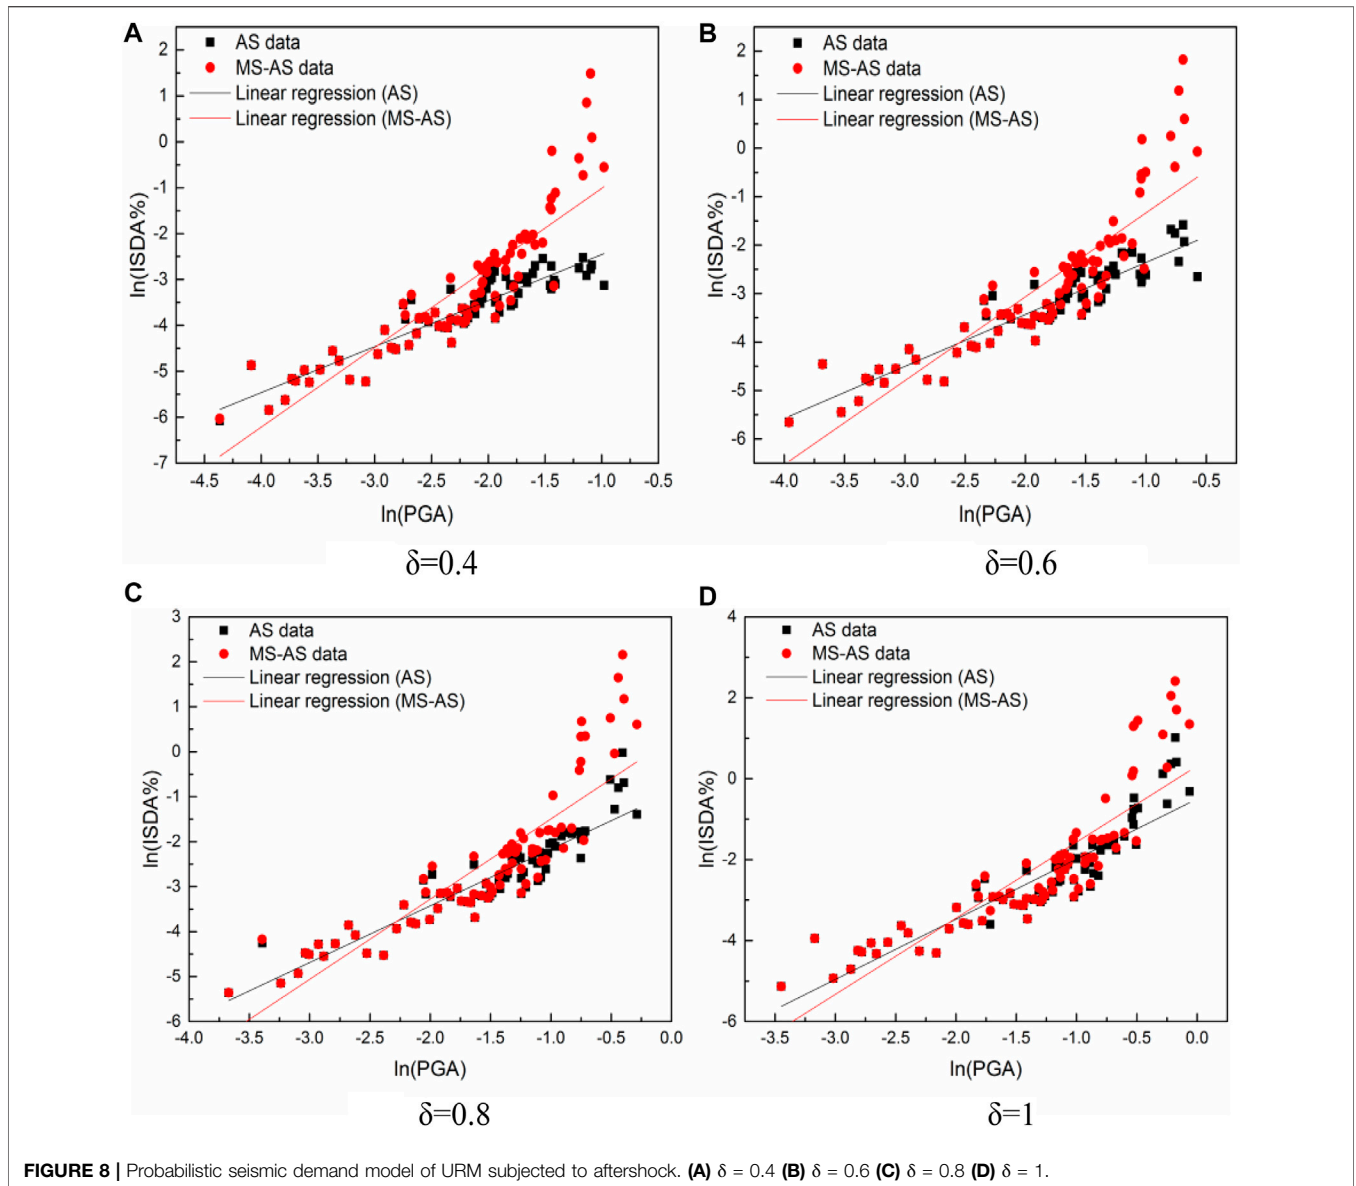 A
AS data
MS-AS data
Linear regression (AS)
Linear regression (MS-AS)
ln(ISDA%)
2
1
0
-1
-2
-3
-4
-5
-6
-7
-4.5 -4.0 -3.5 -3.0 -2.5 -2.0 -1.5 -1.0 -0.5
ln(PGA)
δ=0.4
B
AS data
MS-AS data
Linear regression (AS)
Linear regression (MS-AS)
ln(ISDA%)
2
1
0
-1
-2
-3
-4
-5
-6
-4.0 -3.5 -3.0 -2.5 -2.0 -1.5 -1.0 -0.5
ln(PGA)
δ=0.6
C
AS data
MS-AS data
Linear regression (AS)
Linear regression (MS-AS)
ln(ISDA%)
3
2
1
0
-1
-2
-3
-4
-5
-6
-4.0 -3.5 -3.0 -2.5 -2.0 -1.5 -1.0 -0.5 0.0
ln(PGA)
δ=0.8
D
AS data
MS-AS data
Linear regression (AS)
Linear regression (MS-AS)
ln(ISDA%)
4
2
0
-2
-4
-6
-3.5 -3.0 -2.5 -2.0 -1.5 -1.0 -0.5 0.0
ln(PGA)
δ=1
FIGURE 8 | Probabilistic seismic demand model of URM subjected to aftershock. (A) δ = 0.4 (B) δ = 0.6 (C) δ = 0.8 (D) δ = 1.